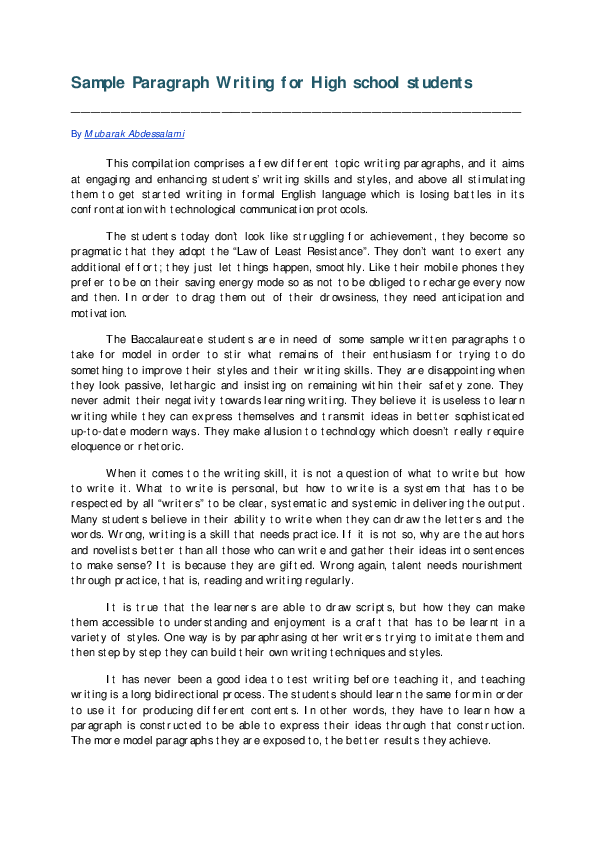 Sample Paragraph Writing for High school students
By Mubarak Abdessalami
This compilation comprises a few different topic writing paragraphs, and it aims
at engaging and enhancing students' writing skills and styles, and above all stimulating
them to get started writing in formal English language which is losing battles in its
confrontation with technological communication protocols.
The students today don't look like struggling for achievement, they become so
pragmatic that they adopt the “Law of Least Resistance”. They don't want to exert any
additional effort; they just let things happen, smoothly. Like their mobile phones they
prefer to be on their saving energy mode so as not to be obliged to recharge every now
and then. In order to drag them out of their drowsiness, they need anticipation and
motivation.
The Baccalaureate students are in need of some sample written paragraphs to
take for model in order to stir what remains of their enthusiasm for trying to do
something to improve their styles and their writing skills. They are disappointing when
they look passive, lethargic and insisting on remaining within their safety zone. They
never admit their negativity towards learning writing. They believe it is useless to learn
writing while they can express themselves and transmit ideas in better sophisticated
up-to-date modern ways. They make allusion to technology which doesn't really require
eloquence or rhetoric.
When it comes to the writing skill, it is not a question of what to write but how
to write it. What to write is personal, but how to write is a system that has to be
respected by all “writers” to be clear, systematic and systemic in delivering the output.
Many students believe in their ability to write when they can draw the letters and the
words. Wrong, writing is a skill that needs practice. If it is not so, why are the authors
and novelists better than all those who can write and gather their ideas into sentences
to make sense? It is because they are gifted. Wrong again, talent needs nourishment
through practice, that is, reading and writing regularly.
It is true that the learners are able to draw scripts, but how they can make
them accessible to understanding and enjoyment is a craft that has to be learnt in a
variety of styles. One way is by paraphrasing other writers trying to imitate them and
then step by step they can build their own writing techniques and styles.
It has never been a good idea to test writing before teaching it, and teaching
writing is a long bidirectional process. The students should learn the same form in order
to use it for producing different contents. In other words, they have to learn how a
paragraph is constructed to be able to express their ideas through that construction.
The more model paragraphs they are exposed to, the better results they achieve.